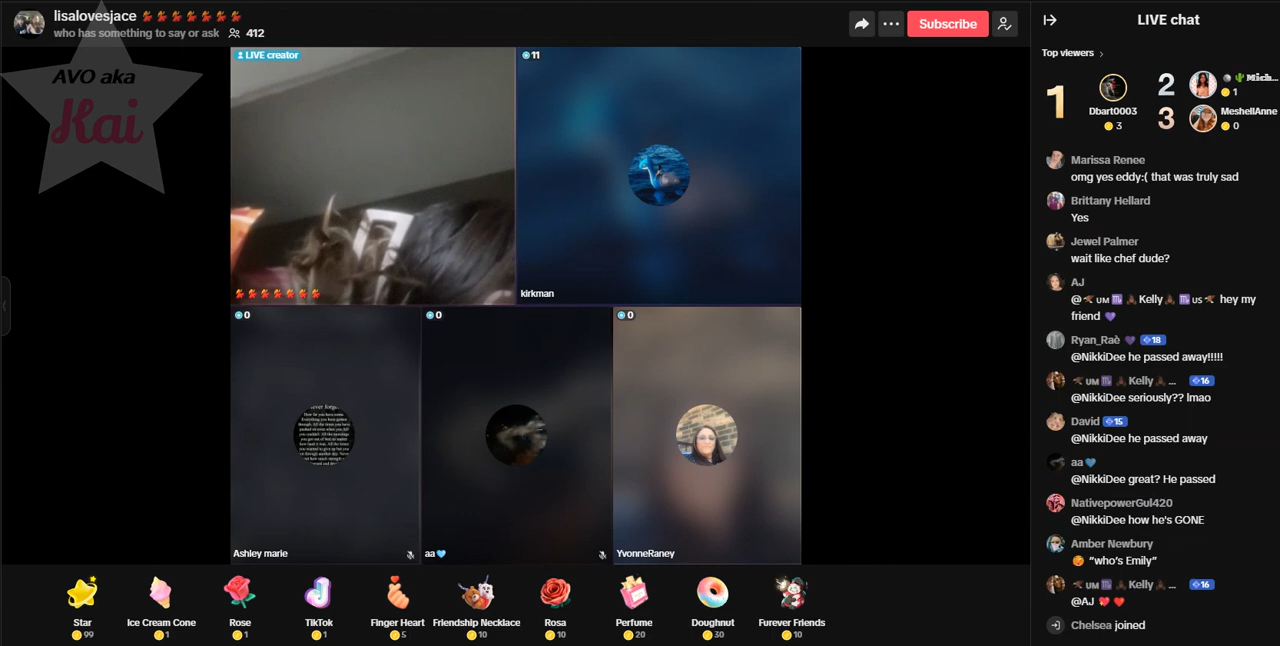 lisalovesjace
who has something to say or ask 412
Subscribe
LIVE chat
AVO aka
Kai
LIVE creator
11
kirkman
0
0
0
Ashley marie
aa
YvonneRaney
Star
99
Ice Cream Cone
1
Rose
1
TikTok
1
Finger Heart
5
Friendship Necklace
10
Rosa
10
Perfume
20
Doughnut
30
Furever Friends
10
Top viewers
1
Dbart0003
3
2
Mich...
1
3
MeshellAnne
0
Marissa Renee
omg yes eddy:( that was truly sad
Brittany Hellard
Yes
Jewel Palmer
wait like chef dude?
AJ
@ UM Kelly US hey my
friend
Ryan_Raè 18
@NikkiDee he passed away!!!!!
UM Kelly ... 16
@NikkiDee seriously?? lmao
David 15
@NikkiDee he passed away
aa
@NikkiDee great? He passed
NativepowerGul420
@NikkiDee how he's GONE
Amber Newbury
"who's Emily"
UM Kelly ... 16
@AJ
Chelsea joined